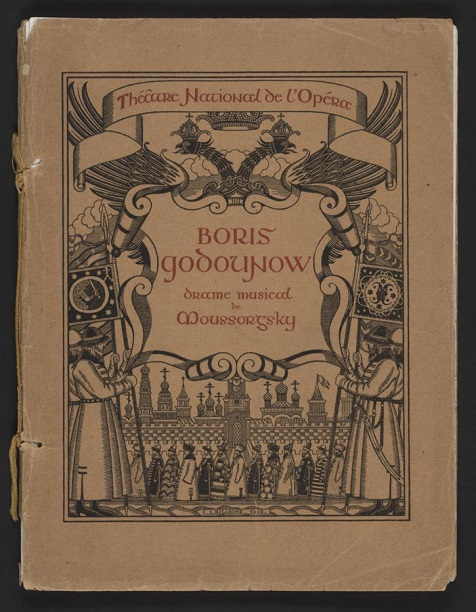 Théâtre National de l'Opéra
BORIS
GODOUNOW
drame musical
de
Moussorgsky